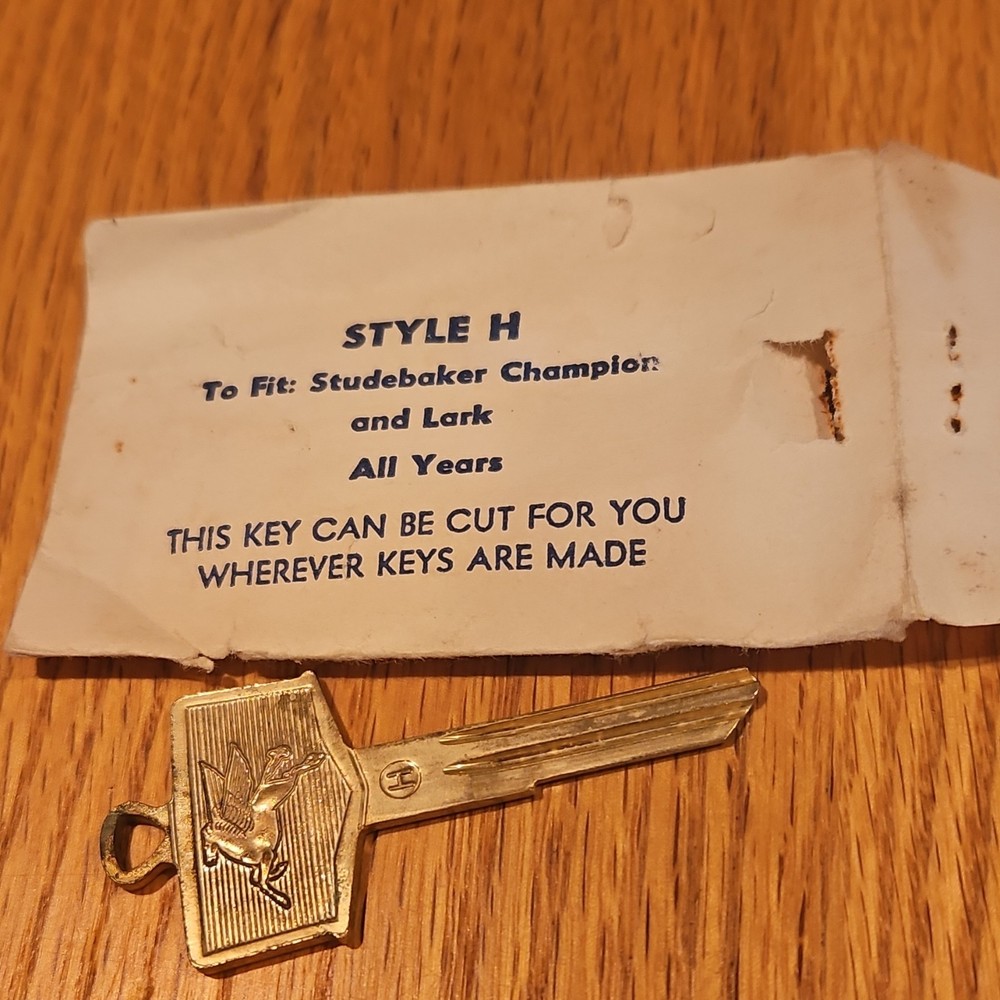 STYLE H
To Fit: Studebaker Champion
and Lark
All Years
THIS KEY CAN BE CUT FOR YOU
WHEREVER KEYS ARE MADE
H